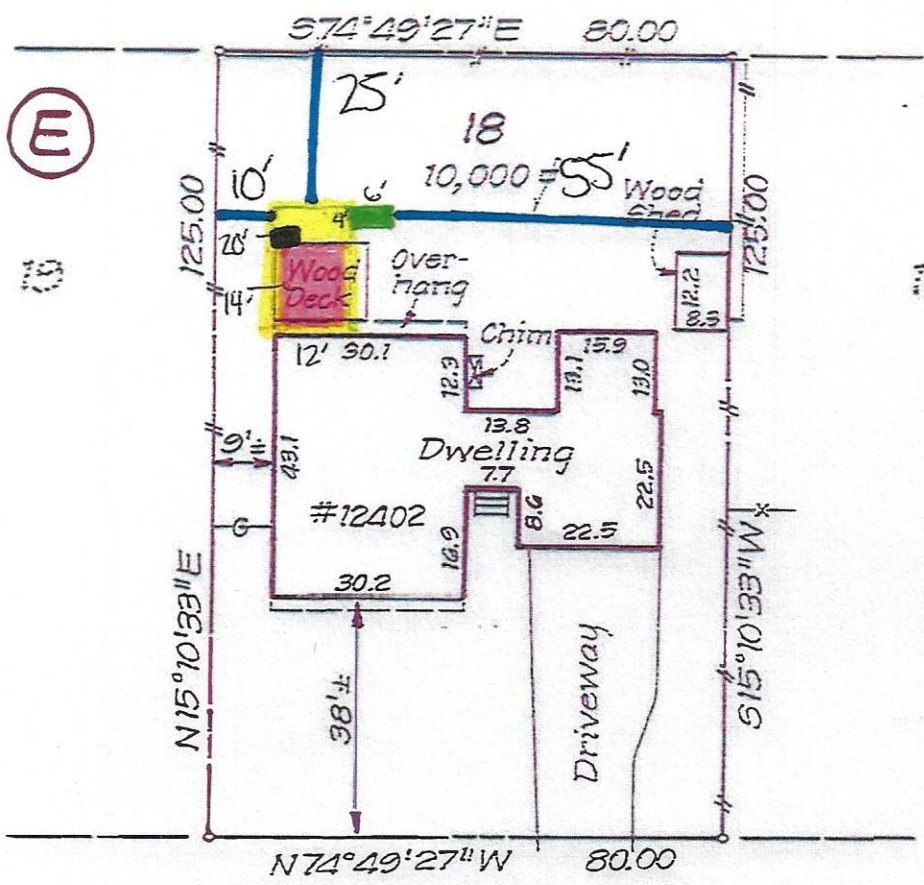 S74°49'27"E 80.00
E
25'
18
10'
10,000 #
55'
6'
4'
Wood
Shed
125.00
125.00
19
20'
14'
Wood
Deck
Over-
hang
12.2
8.3
12'
30.1
Chim
15.9
12.3
13.1
13.0
13.8
Dwelling
7.7
9'±
43.1
#12402
8.6
22.5
22.5
16.9
30.2
N15°10'33"E
S15°10'33"W
38'±
Driveway
N74°49'27"W 80.00